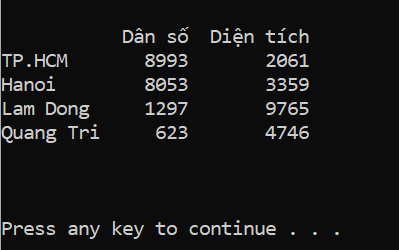 Dân số Diện tích
TP.HCM 8993 2061
Hanoi 8053 3359
Lam Dong 1297 9765
Quang Tri 623 4746
Press any key to continue . . .